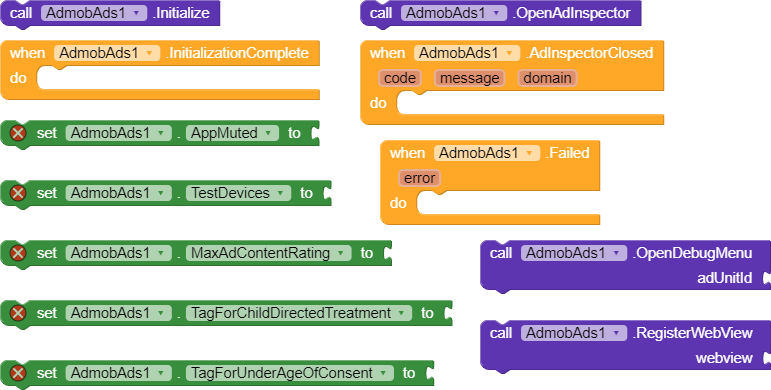 call AdmobAds1 .Initialize
when AdmobAds1 .InitializationComplete
do
set AdmobAds1 . AppMuted to
set AdmobAds1 . TestDevices to
set AdmobAds1 . MaxAdContentRating to
set AdmobAds1 . TagForChildDirectedTreatment to
set AdmobAds1 . TagForUnderAgeOfConsent to
call AdmobAds1 .OpenAdInspector
when AdmobAds1 .AdInspectorClosed
code message domain
do
when AdmobAds1 .Failed
error
do
call AdmobAds1 .OpenDebugMenu
adUnitId
call AdmobAds1 .RegisterWebView
webview